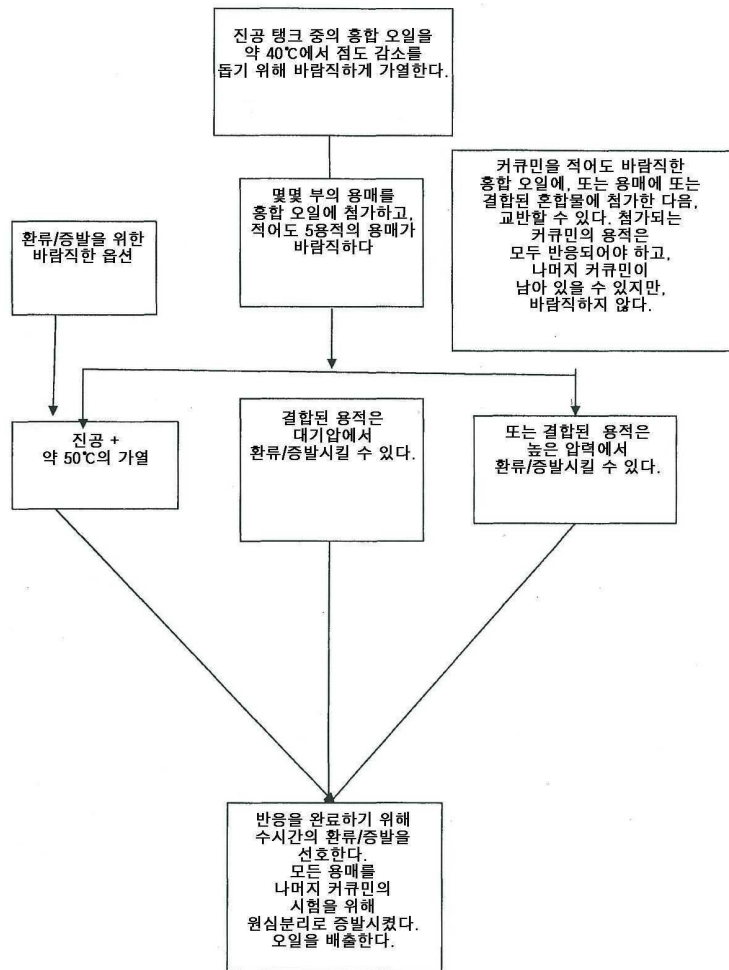 진공 탱크 중의 홍합 오일을
약 40℃에서 점도 감소를
돕기 위해 바람직하게 가열한다.
몇몇 부의 용매를
홍합 오일에 첨가하고,
적어도 5용적의 용매가
바람직하다
커큐민을 적어도 바람직한
홍합 오일에, 또는 용매에 또는
결합된 혼합물에 첨가한 다음,
교반할 수 있다. 첨가되는
커큐민의 용적은
모두 반응되어야 하고,
나머지 커큐민이
남아 있을 수 있지만,
바람직하지 않다.
환류/증발을 위한
바람직한 옵션
진공 +
약 50℃의 가열
결합된 용적은
대기압에서
환류/증발시킬 수 있다.
또는 결합된 용적은
높은 압력에서
환류/증발시킬 수 있다.
반응을 완료하기 위해
수시간의 환류/증발을
선호한다.
모든 용매를
나머지 커큐민의
시험을 위해
원심분리로 증발시켰다.
오일을 배출한다.